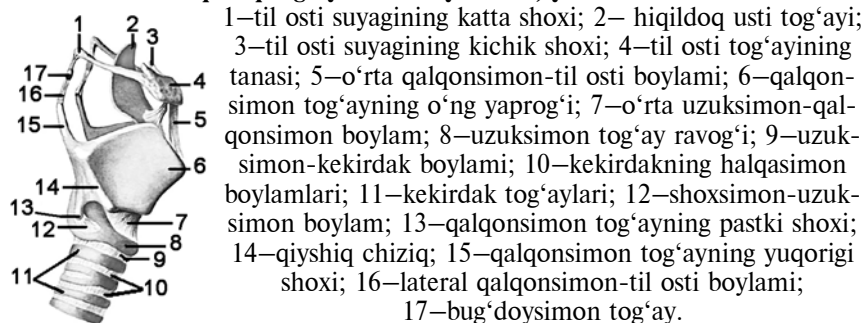 1–til osti suyagining katta shoxi; 2– hiqildoq usti tog‘ayi;
3–til osti suyagining kichik shoxi; 4–til osti tog‘ayining
tanasi; 5–o‘rta qalqonsimon-til osti boylami; 6–qalqon-
simon tog‘ayning o‘ng yaprog‘i; 7–o‘rta uzuksimon-qal-
qonsimon boylam; 8–uzuksimon tog‘ay ravog‘i; 9–uzuk-
simon-kekirdak boylami; 10–kekirdakning halqasimon
boylamlari; 11–kekirdak tog‘aylari; 12–shoxsimon-uzuk-
simon boylam; 13–qalqonsimon tog‘ayning pastki shoxi;
14–qiyshiq chiziq; 15–qalqonsimon tog‘ayning yuqorigi
shoxi; 16–lateral qalqonsimon-til osti boylami;
17–bug‘doysimon tog‘ay.
1
2
3
17
4
16
5
15
6
14
13
7
12
8
9
11
10